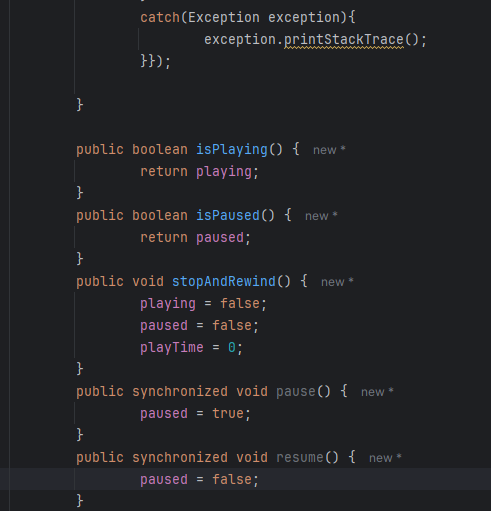 catch(Exception exception){
exception.printStackTrace();
}});
}
public boolean isPlaying() { new *
return playing;
}
public boolean isPaused() { new *
return paused;
}
public void stopAndRewind() { new *
playing = false;
paused = false;
playTime = 0;
}
public synchronized void pause() { new *
paused = true;
}
public synchronized void resume() { new *
paused = false;
}